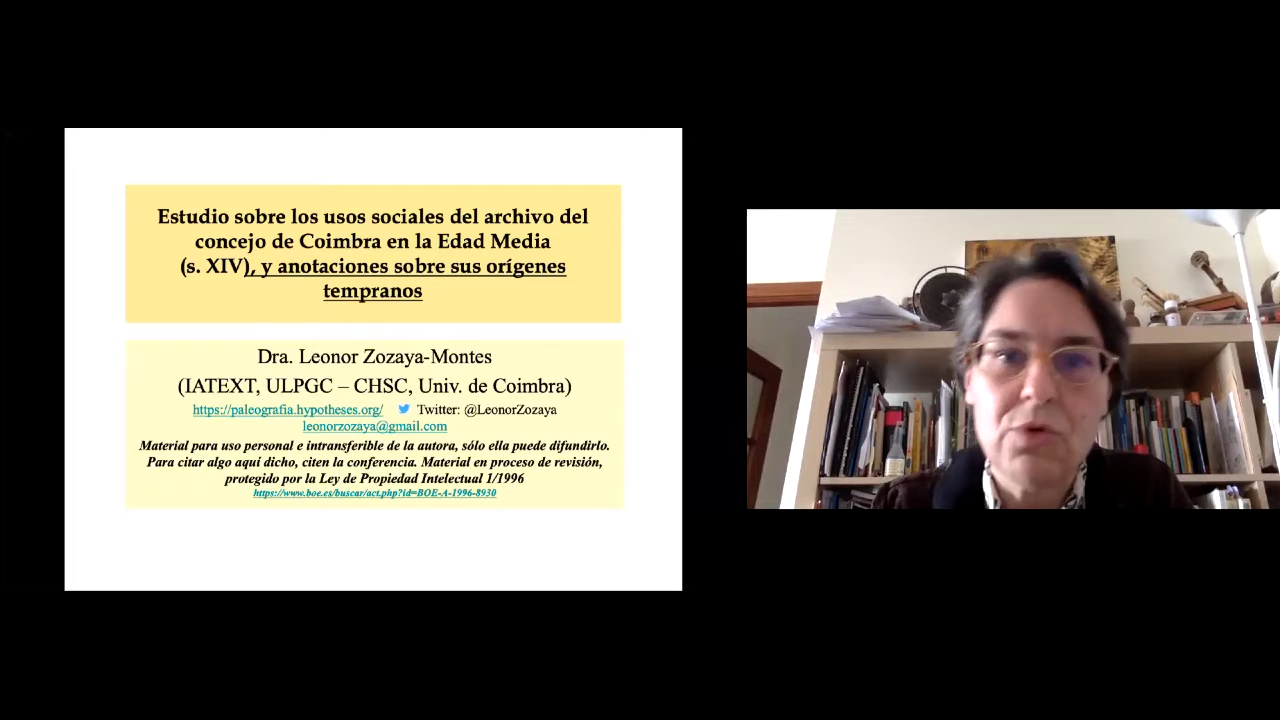 Estudio sobre los usos sociales del archivo del
concejo de Coimbra en la Edad Media
(s. XIV), y anotaciones sobre sus orígenes
tempranos
Dra. Leonor Zozaya-Montes
(IATEXT, ULPGC – CHSC, Univ. de Coimbra)
https://paleografia.hypotheses.org/ Twitter: @LeonorZozaya
leonorzozaya@gmail.com
Material para uso personal e intransferible de la autora, sólo ella puede difundirlo.
Para citar algo aquí dicho, citen la conferencia. Material en proceso de revisión,
protegido por la Ley de Propiedad Intelectual 1/1996
https://www.boe.es/buscar/act.php?id=BOE-A-1996-8930